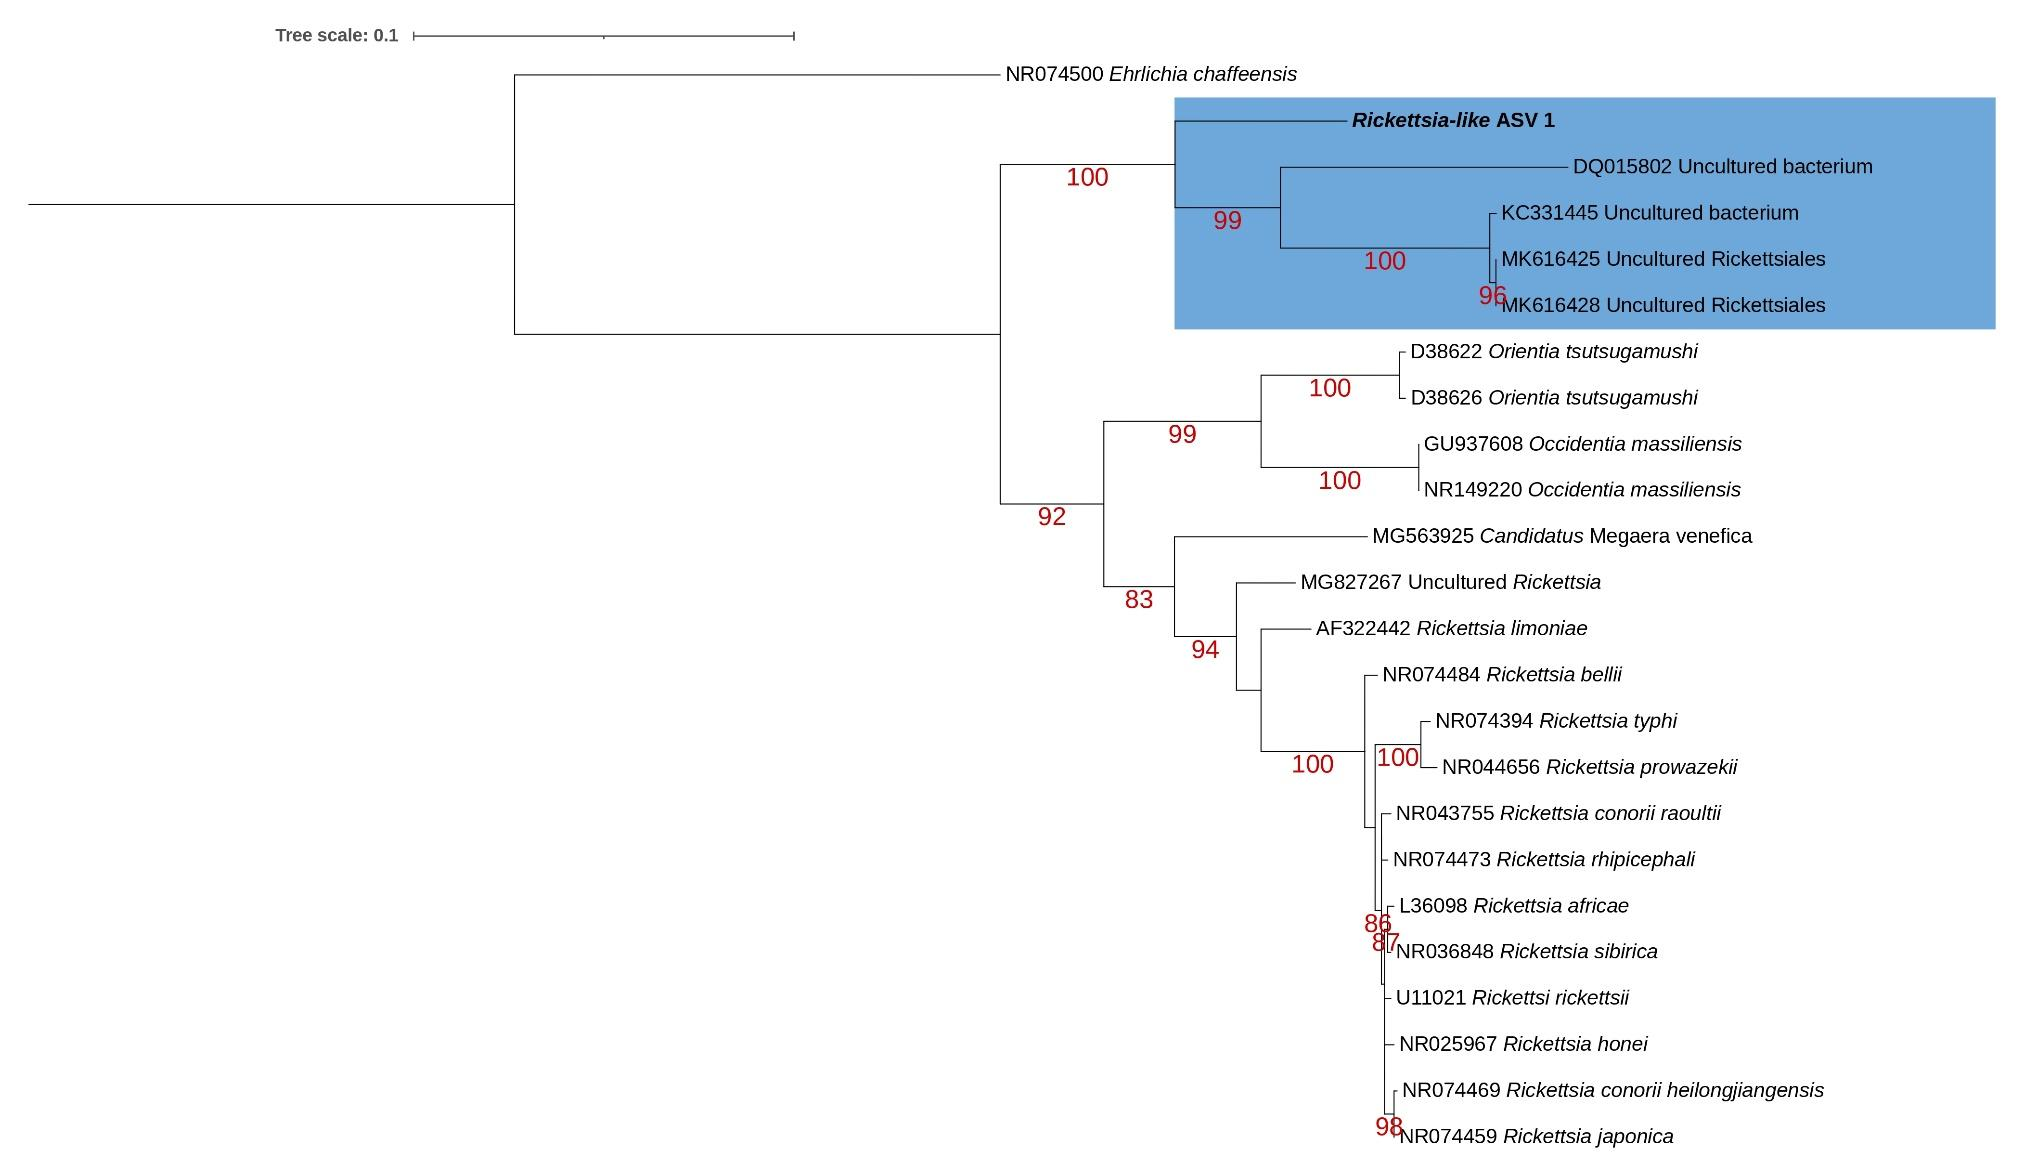 Tree scale: 0.1
NR074500 Ehrlichia chaffeensis
Rickettsia-like ASV 1
DQ015802 Uncultured bacterium
100
KC331445 Uncultured bacterium
99
MK616425 Uncultured Rickettsiales
100
96
MK616428 Uncultured Rickettsiales
D38622 Orientia tsutsugamushi
100
D38626 Orientia tsutsugamushi
99
GU937608 Occidentia massiliensis
100
NR149220 Occidentia massiliensis
92
MG563925 Candidatus Megaera venefica
MG827267 Uncultured Rickettsia
83
AF322442 Rickettsia limoniae
94
NR074484 Rickettsia bellii
NR074394 Rickettsia typhi
100
100
NR044656 Rickettsia prowazekii
NR043755 Rickettsia conorii raoultii
NR074473 Rickettsia rhipicephali
L36098 Rickettsia africae
86
87
NR036848 Rickettsia sibirica
U11021 Rickettsi rickettsii
NR025967 Rickettsia honei
NR074469 Rickettsia conorii heilongjiangensis
98
NR074459 Rickettsia japonica